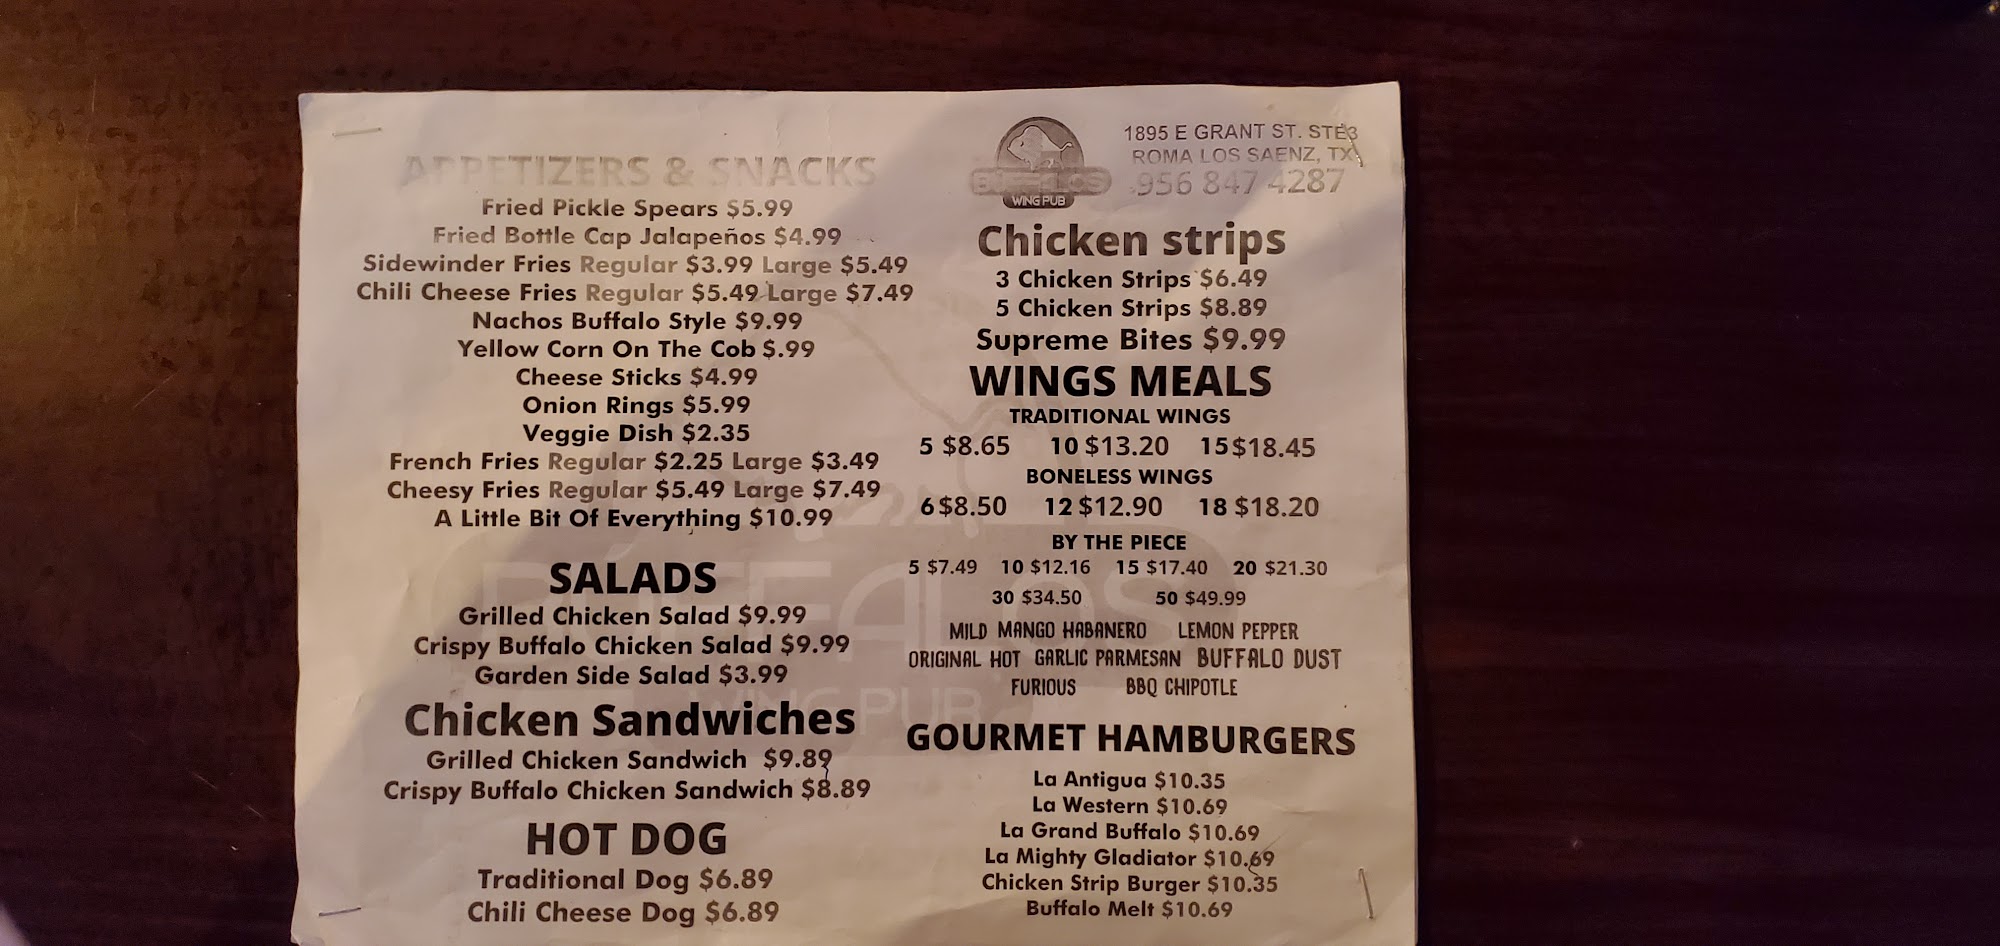 APPETIZERS & SNACKS
Fried Pickle Spears $5.99
Fried Bottle Cap Jalapeños $4.99
Sidewinder Fries Regular $3.99 Large $5.49
Chili Cheese Fries Regular $5.49 Large $7.49
Nachos Buffalo Style $9.99
Yellow Corn On The Cob $.99
Cheese Sticks $4.99
Onion Rings $5.99
Veggie Dish $2.35
French Fries Regular $2.25 Large $3.49
Cheesy Fries Regular $5.49 Large $7.49
A Little Bit Of Everything $10.99
SALADS
Grilled Chicken Salad $9.99
Crispy Buffalo Chicken Salad $9.99
Garden Side Salad $3.99
Chicken Sandwiches
Grilled Chicken Sandwich $9.89
Crispy Buffalo Chicken Sandwich $8.89
HOT DOG
Traditional Dog $6.89
Chili Cheese Dog $6.89
BUFFALOS
WING PUB
1895 E GRANT ST. STE3
ROMA LOS SAENZ, TX
956 847 4287
Chicken strips
3 Chicken Strips $6.49
5 Chicken Strips $8.89
Supreme Bites $9.99
WINGS MEALS
TRADITIONAL WINGS
5 $8.65 10 $13.20 15 $18.45
BONELESS WINGS
6 $8.50 12 $12.90 18 $18.20
BY THE PIECE
5 $7.49 10 $12.16 15 $17.40 20 $21.30
30 $34.50 50 $49.99
MILD MANGO HABANERO LEMON PEPPER
ORIGINAL HOT GARLIC PARMESAN BUFFALO DUST
FURIOUS BBQ CHIPOTLE
GOURMET HAMBURGERS
La Antigua $10.35
La Western $10.69
La Grand Buffalo $10.69
La Mighty Gladiator $10.69
Chicken Strip Burger $10.35
Buffalo Melt $10.69
BUFFALOS
WING PUB